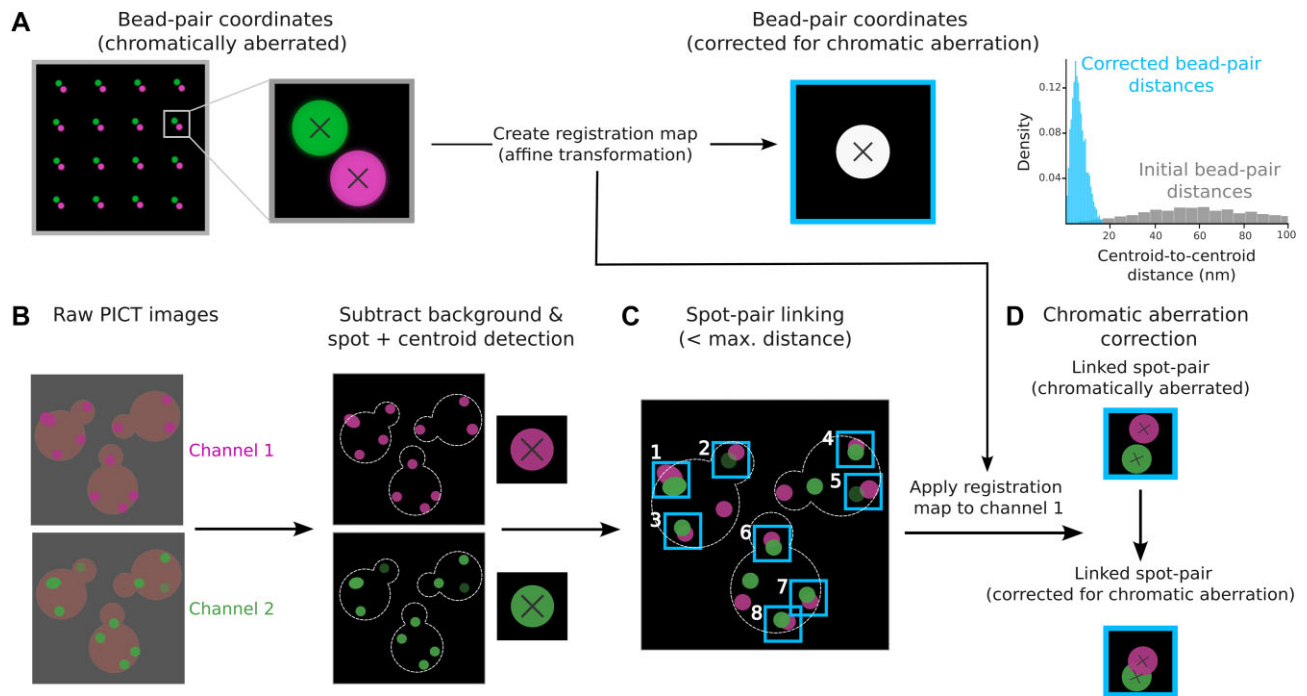 A
Bead-pair coordinates
(chromatically aberrated)
Create registration map
(affine transformation)
Bead-pair coordinates
(corrected for chromatic aberration)
Density
0.12
0.08
0.04
Corrected bead-pair
distances
Initial bead-pair
distances
20
40
60
80
100
Centroid-to-centroid
distance (nm)
B
Raw PICT images
Channel 1
Channel 2
Subtract background &
spot + centroid detection
C
Spot-pair linking
(< max. distance)
1
2
3
4
5
6
7
8
Apply registration
map to channel 1
D
Chromatic aberration
correction
Linked spot-pair
(chromatically aberrated)
Linked spot-pair
(corrected for chromatic aberration)